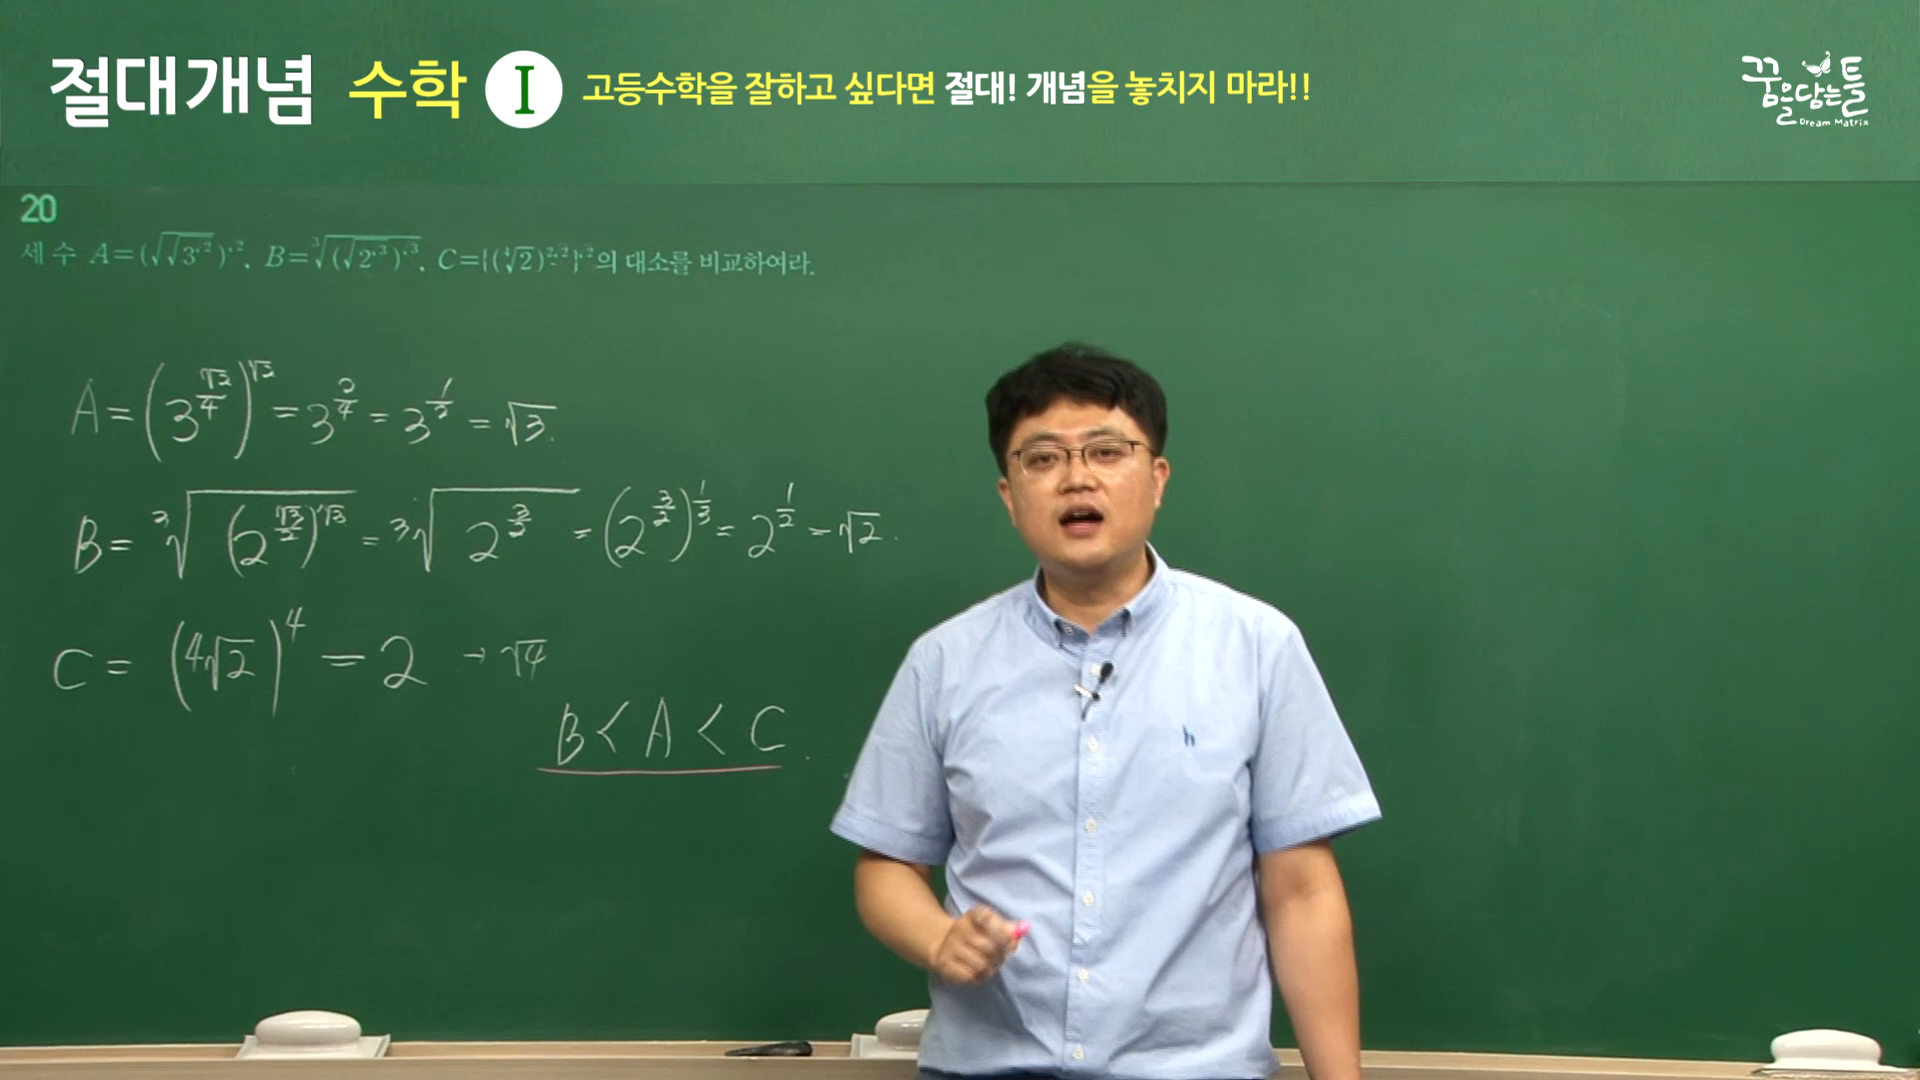 절대개념 수학 I 고등수학을 잘하고 싶다면 절대! 개념을 놓치지 마라!!
꿈을담는틀
Dream Matrix
20
세 수 A=(√√3^√2)^√2, B=∛(√2^√3)^√3, C={(⁴√2)^2√2}^√2의 대소를 비교하여라.
A=(3^(√2/4))^√2=3^(2/4)=3^(1/2)=√3.
B=∛(2^(√3/2))^√3=∛2^(3/2)=(2^(3/2))^(1/3)=2^(1/2)=√2.
C=(⁴√2)^4=2→√4
B<A<C.
h